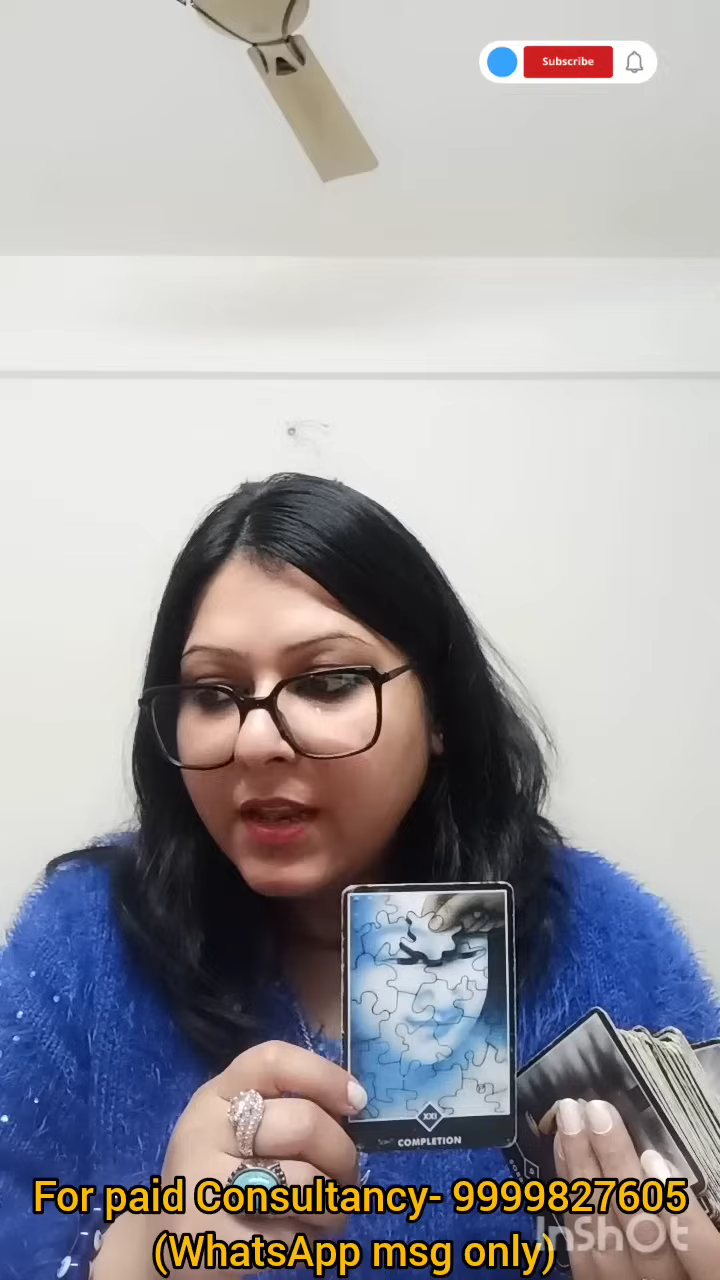 Subscribe
XXI
COMPLETION
For paid Consultancy- 9999827605
(WhatsApp msg only)
InShOt